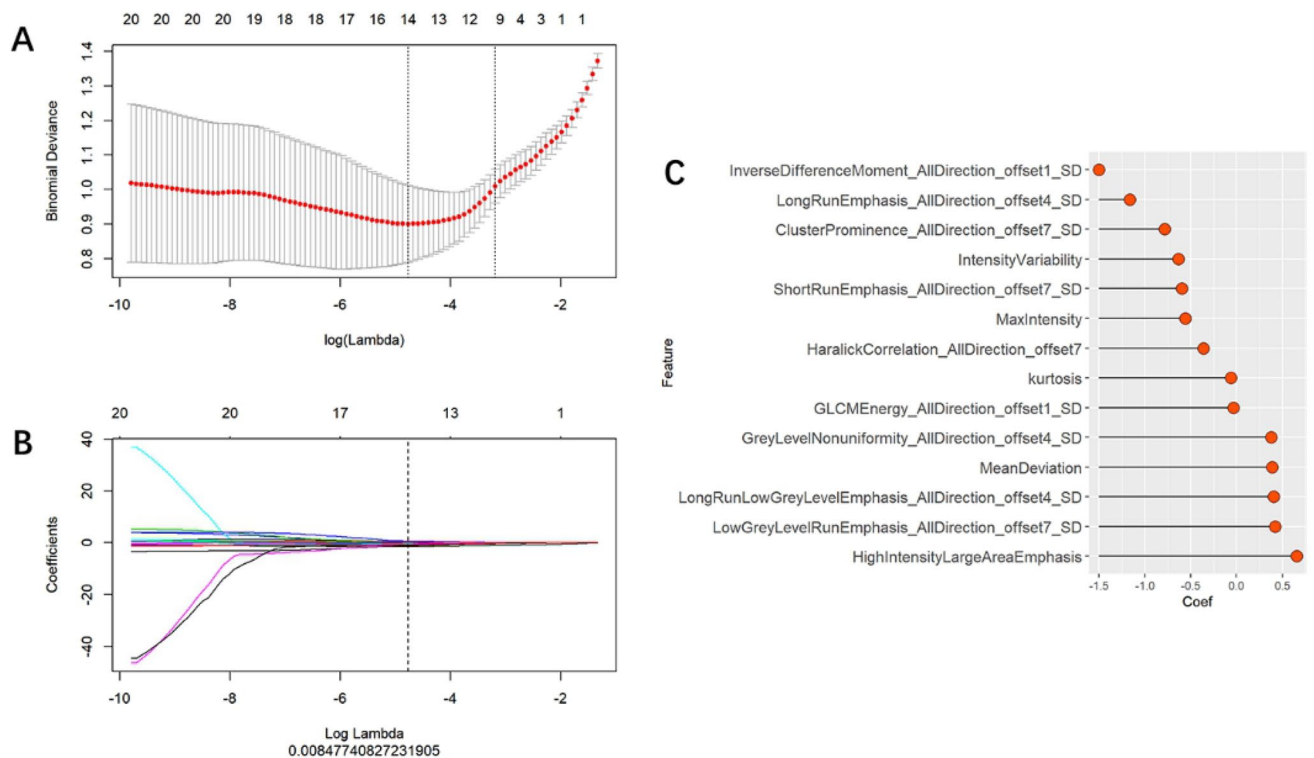 A
20 20 20 20 19 18 18 17 16 14 13 12 9 4 3 1 1
1.4
1.3
1.2
1.1
1.0
0.9
0.8
Binomial Deviance
-10 -8 -6 -4 -2
log(Lambda)
B
20 20 17 13 1
40
20
0
-20
-40
Coefficients
-10 -8 -6 -4 -2
Log Lambda
0.00847740827231905
C
Feature
InverseDifferenceMoment_AllDirection_offset1_SD
LongRunEmphasis_AllDirection_offset4_SD
ClusterProminence_AllDirection_offset7_SD
IntensityVariability
ShortRunEmphasis_AllDirection_offset7_SD
MaxIntensity
HaralickCorrelation_AllDirection_offset7
kurtosis
GLCMEnergy_AllDirection_offset1_SD
GreyLevelNonuniformity_AllDirection_offset4_SD
MeanDeviation
LongRunLowGreyLevelEmphasis_AllDirection_offset4_SD
LowGreyLevelRunEmphasis_AllDirection_offset7_SD
HighIntensityLargeAreaEmphasis
-1.5 -1.0 -0.5 0.0 0.5
Coef